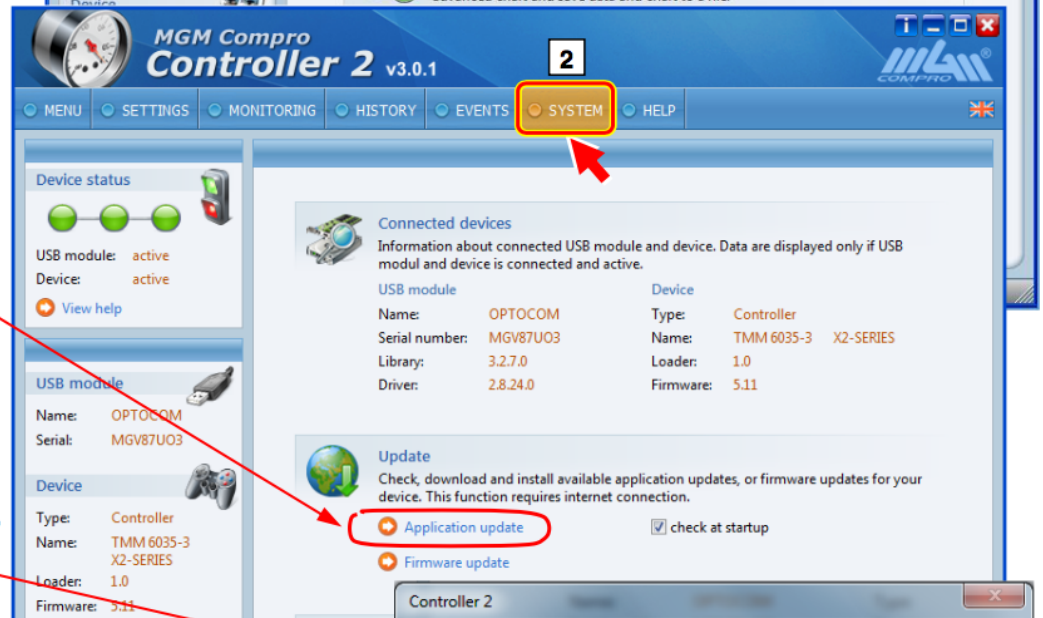 Device
MGM Compro
Controller 2 v3.0.1
2
mgm
COMPRO
MENU SETTINGS MONITORING HISTORY EVENTS SYSTEM HELP
Device status
USB module: active
Device: active
View help
USB module
Name: OPTOCOM
Serial: MGV87UO3
Device
Type: Controller
Name: TMM 6035-3
X2-SERIES
Loader: 1.0
Firmware: 5.11
Connected devices
Information about connected USB module and device. Data are displayed only if USB
modul and device is connected and active.
USB module Device
Name: OPTOCOM Type: Controller
Serial number: MGV87UO3 Name: TMM 6035-3 X2-SERIES
Library: 3.2.7.0 Loader: 1.0
Driver: 2.8.24.0 Firmware: 5.11
Update
Check, download and install available application updates, or firmware updates for your
device. This function requires internet connection.
Application update check at startup
Firmware update
Controller 2